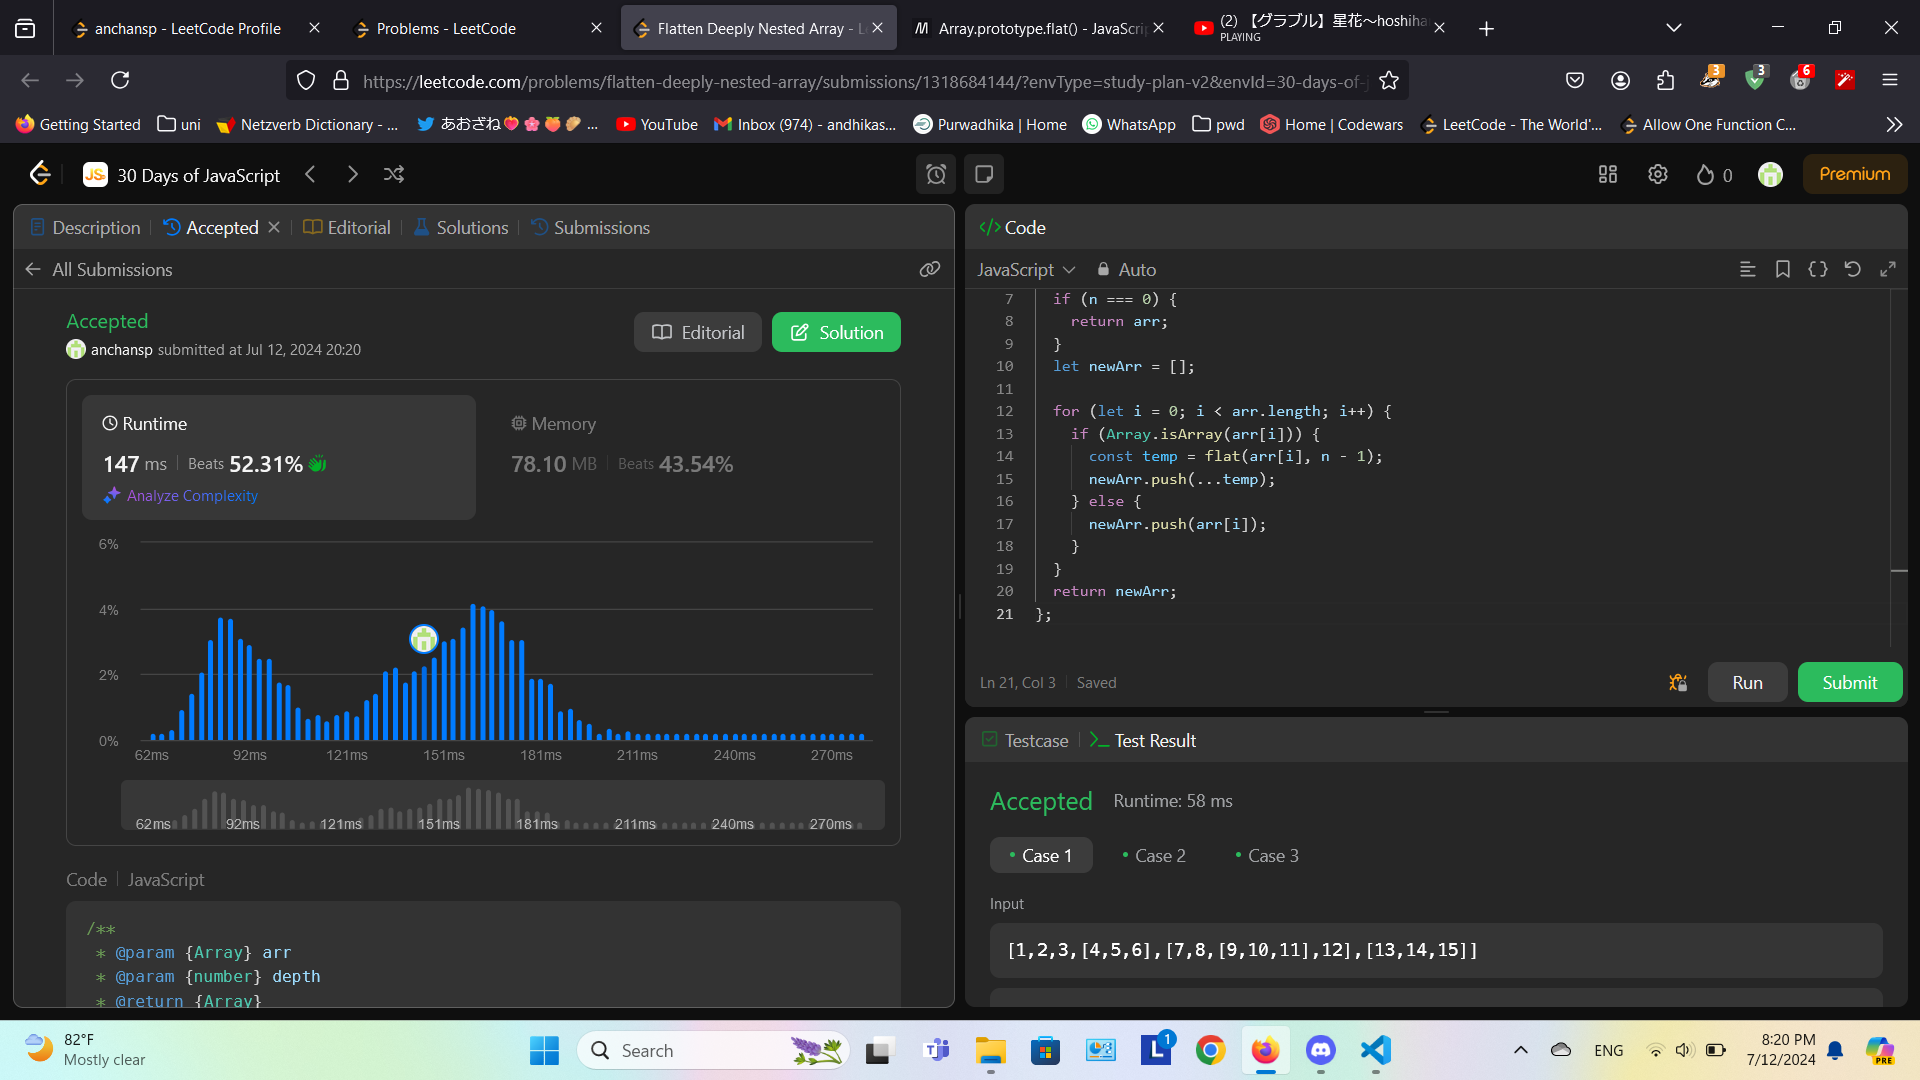 anchansp - LeetCode Profile
Problems - LeetCode
Flatten Deeply Nested Array - L
Array.prototype.flat() - JavaScri
(2) 【グラブル】星花～hoshiha
PLAYING
https://leetcode.com/problems/flatten-deeply-nested-array/submissions/1318684144/?envType=study-plan-v2&envId=30-days-of-j
3
3
6
Getting Started
uni
Netzverb Dictionary - ...
あおざね
...
YouTube
Inbox (974) - andhikas...
Purwadhika | Home
WhatsApp
pwd
Home | Codewars
LeetCode - The World'...
Allow One Function C...
JS
30 Days of JavaScript
0
Premium
Description
Accepted
Editorial
Solutions
Submissions
All Submissions
Accepted
anchansp submitted at Jul 12, 2024 20:20
Editorial
Solution
Runtime
147 ms
Beats 52.31%
Analyze Complexity
Memory
78.10 MB
Beats 43.54%
6%
4%
2%
0%
62ms 92ms 121ms 151ms 181ms 211ms 240ms 270ms
62ms 92ms 121ms 151ms 181ms 211ms 240ms 270ms
Code
JavaScript
/**
* @param {Array} arr
* @param {number} depth
* @return {Array}
</> Code
JavaScript
Auto
7 if (n === 0) {
8 return arr;
9 }
10 let newArr = [];
11
12 for (let i = 0; i < arr.length; i++) {
13 if (Array.isArray(arr[i])) {
14 const temp = flat(arr[i], n - 1);
15 newArr.push(...temp);
16 } else {
17 newArr.push(arr[i]);
18 }
19 }
20 return newArr;
21 };
Ln 21, Col 3
Saved
Run
Submit
Testcase
Test Result
Accepted
Runtime: 58 ms
Case 1
Case 2
Case 3
Input
[1,2,3,[4,5,6],[7,8,[9,10,11],12],[13,14,15]]
82°F
Mostly clear
Search
L
1
ENG
8:20 PM
7/12/2024
PRE